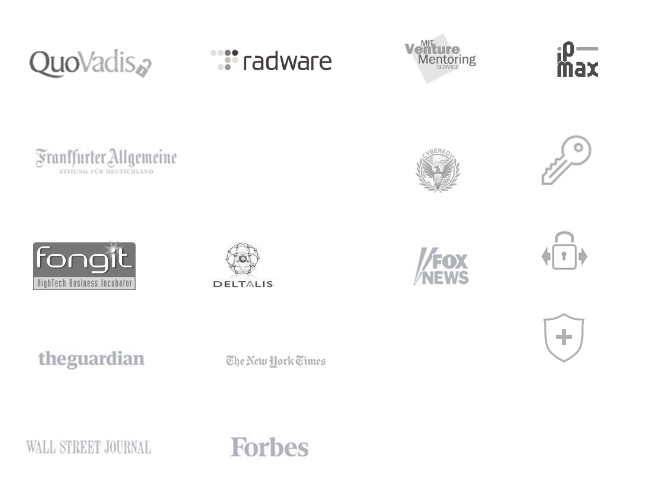 QuoVadis
radware
MIT
Venture
Mentoring
SERVICE
iP
max
Frankfurter Allgemeine
ZEITUNG FÜR DEUTSCHLAND
CYBERGOV
fongit
HighTech Business Incubator
DELTALIS
FOX
NEWS
theguardian
The New York Times
WALL STREET JOURNAL
Forbes